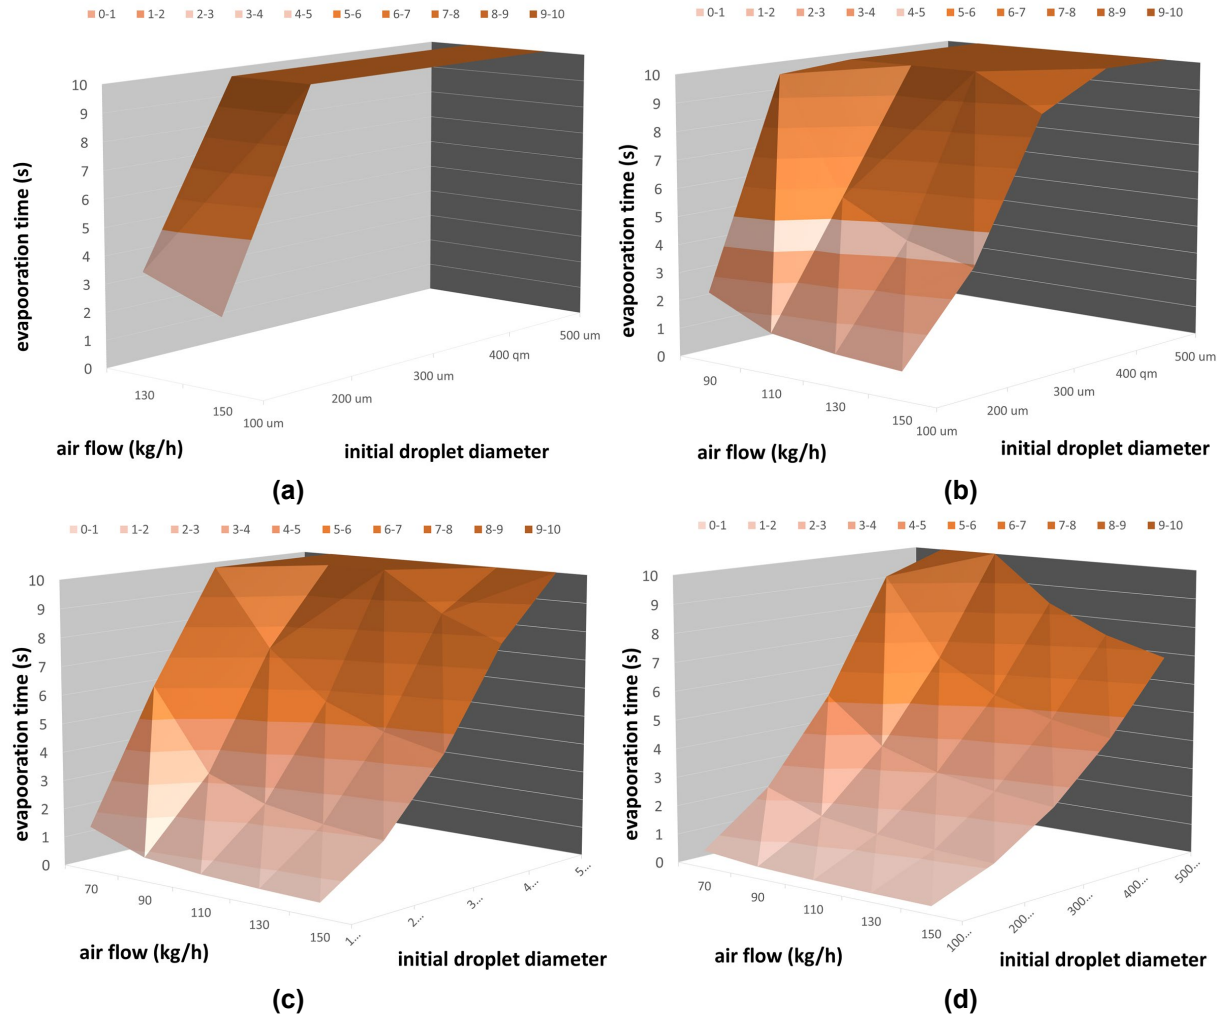 0-1 1-2 2-3 3-4 4-5 5-6 6-7 7-8 8-9 9-10
10
9
8
7
6
5
4
3
2
1
0
evapooration time (s)
130
150
100 um
200 um
300 um
400 qm
500 um
air flow (kg/h)
initial droplet diameter
(a)
0-1 1-2 2-3 3-4 4-5 5-6 6-7 7-8 8-9 9-10
10
9
8
7
6
5
4
3
2
1
0
evapooration time (s)
90
110
130
150
100 um
200 um
300 um
400 qm
500 um
air flow (kg/h)
initial droplet diameter
(b)
0-1 1-2 2-3 3-4 4-5 5-6 6-7 7-8 8-9 9-10
10
9
8
7
6
5
4
3
2
1
0
evapooration time (s)
70
90
110
130
150
1...
2...
3...
4...
5...
air flow (kg/h)
initial droplet diameter
(c)
0-1 1-2 2-3 3-4 4-5 5-6 6-7 7-8 8-9 9-10
10
9
8
7
6
5
4
3
2
1
0
evapooration time (s)
70
90
110
130
150
100...
200...
300...
400...
500...
air flow (kg/h)
initial droplet diameter
(d)